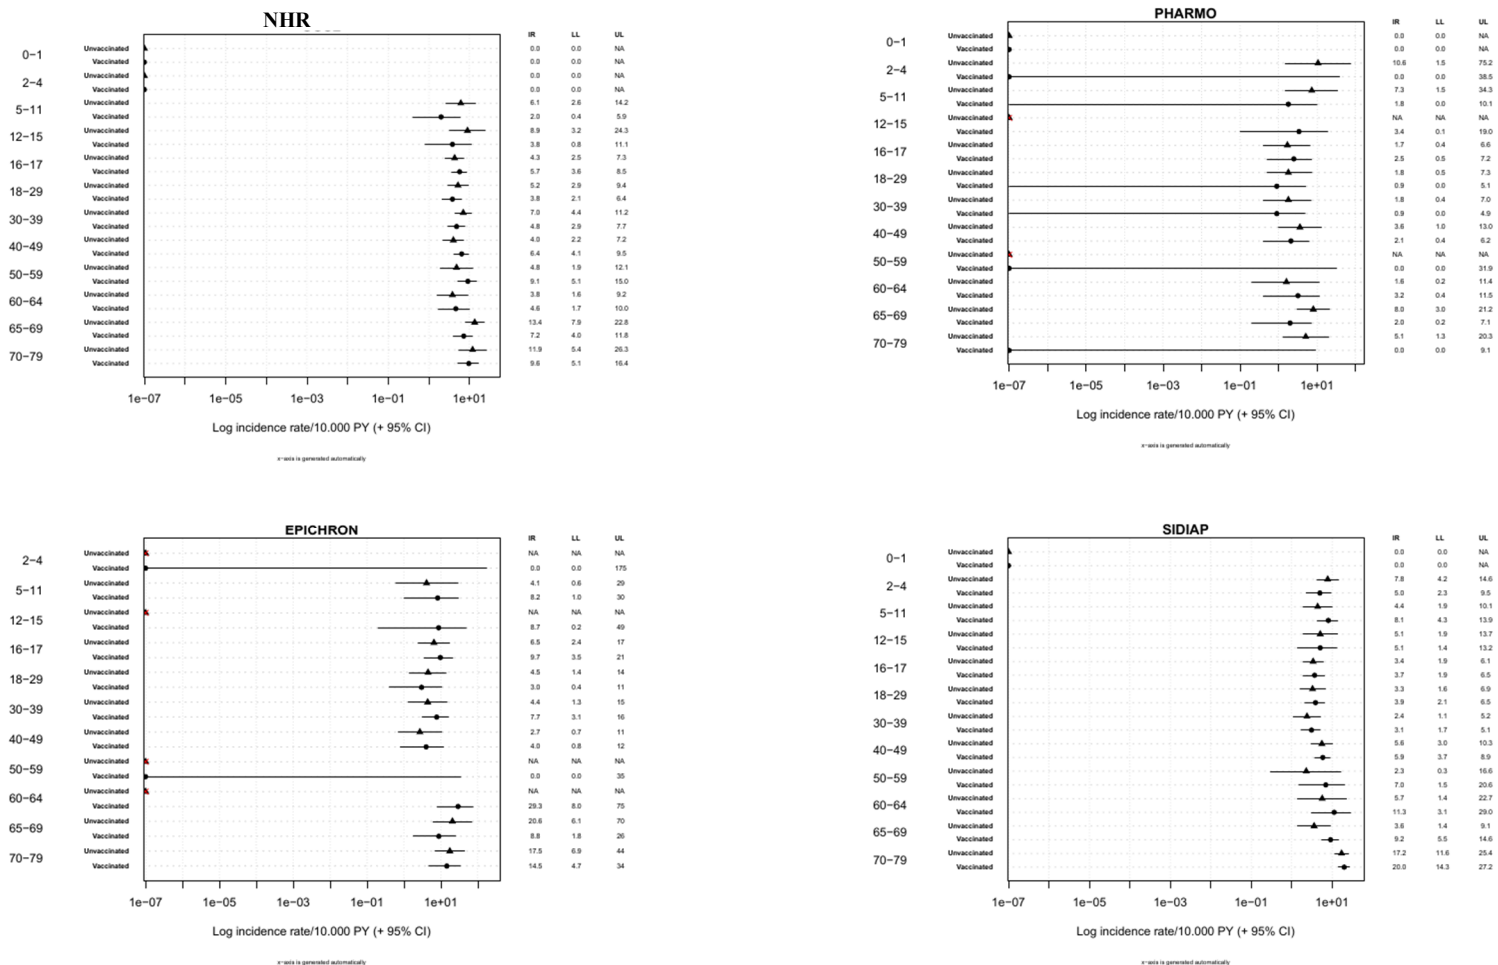 NHR
IR LL UL
0−1
Unvaccinated 0.0 0.0 NA
Vaccinated 0.0 0.0 NA
2−4
Unvaccinated 0.0 0.0 NA
Vaccinated 0.0 0.0 NA
5−11
Unvaccinated 6.1 2.6 14.2
Vaccinated 2.0 0.4 5.9
12−15
Unvaccinated 8.9 3.2 24.3
Vaccinated 3.8 0.8 11.1
16−17
Unvaccinated 4.3 2.5 7.3
Vaccinated 5.7 3.6 8.5
18−29
Unvaccinated 5.2 2.9 9.4
Vaccinated 3.8 2.1 6.4
30−39
Unvaccinated 7.0 4.4 11.2
Vaccinated 4.8 2.9 7.7
40−49
Unvaccinated 4.0 2.2 7.2
Vaccinated 6.4 4.1 9.5
50−59
Unvaccinated 4.8 1.9 12.1
Vaccinated 9.1 5.1 15.0
60−64
Unvaccinated 3.8 1.6 9.2
Vaccinated 4.6 1.7 10.0
65−69
Unvaccinated 13.4 7.9 22.8
Vaccinated 7.2 4.0 11.8
70−79
Unvaccinated 11.9 5.4 26.3
Vaccinated 9.6 5.1 16.4
1e−07 1e−05 1e−03 1e−01 1e+01
Log incidence rate/10.000 PY (+ 95% CI)
x−axis is generated automatically
PHARMO
IR LL UL
0−1
Unvaccinated 0.0 0.0 NA
Vaccinated 0.0 0.0 NA
2−4
Unvaccinated 10.6 1.5 75.2
Vaccinated 0.0 0.0 38.5
5−11
Unvaccinated 7.3 1.5 34.3
Vaccinated 1.8 0.0 10.1
12−15
Unvaccinated NA NA NA
Vaccinated 3.4 0.1 19.0
16−17
Unvaccinated 1.7 0.4 6.6
Vaccinated 2.5 0.5 7.2
18−29
Unvaccinated 1.8 0.5 7.3
Vaccinated 0.9 0.0 5.1
30−39
Unvaccinated 1.8 0.4 7.0
Vaccinated 0.9 0.0 4.9
40−49
Unvaccinated 3.6 1.0 13.0
Vaccinated 2.1 0.4 6.2
50−59
Unvaccinated NA NA NA
Vaccinated 0.0 0.0 31.9
60−64
Unvaccinated 1.6 0.2 11.4
Vaccinated 3.2 0.4 11.5
65−69
Unvaccinated 8.0 3.0 21.2
Vaccinated 2.0 0.2 7.1
70−79
Unvaccinated 5.1 1.3 20.3
Vaccinated 0.0 0.0 9.1
1e−07 1e−05 1e−03 1e−01 1e+01
Log incidence rate/10.000 PY (+ 95% CI)
x−axis is generated automatically
EPICHRON
IR LL UL
2−4
Unvaccinated NA NA NA
Vaccinated 0.0 0.0 175
5−11
Unvaccinated 4.1 0.6 29
Vaccinated 8.2 1.0 30
12−15
Unvaccinated NA NA NA
Vaccinated 8.7 0.2 49
16−17
Unvaccinated 6.5 2.4 17
Vaccinated 9.7 3.5 21
18−29
Unvaccinated 4.5 1.4 14
Vaccinated 3.0 0.4 11
30−39
Unvaccinated 4.4 1.3 15
Vaccinated 7.7 3.1 16
40−49
Unvaccinated 2.7 0.7 11
Vaccinated 4.0 0.8 12
50−59
Unvaccinated NA NA NA
Vaccinated 0.0 0.0 35
60−64
Unvaccinated NA NA NA
Vaccinated 29.3 8.0 75
65−69
Unvaccinated 20.6 6.1 70
Vaccinated 8.8 1.8 26
70−79
Unvaccinated 17.5 6.9 44
Vaccinated 14.5 4.7 34
1e−07 1e−05 1e−03 1e−01 1e+01
Log incidence rate/10.000 PY (+ 95% CI)
x−axis is generated automatically
SIDIAP
IR LL UL
0−1
Unvaccinated 0.0 0.0 NA
Vaccinated 0.0 0.0 NA
2−4
Unvaccinated 7.8 4.2 14.6
Vaccinated 5.0 2.3 9.5
5−11
Unvaccinated 4.4 1.9 10.1
Vaccinated 8.1 4.3 13.9
12−15
Unvaccinated 5.1 1.9 13.7
Vaccinated 5.1 1.4 13.2
16−17
Unvaccinated 3.4 1.9 6.1
Vaccinated 3.7 1.9 6.5
18−29
Unvaccinated 3.3 1.6 6.9
Vaccinated 3.9 2.1 6.5
30−39
Unvaccinated 2.4 1.1 5.2
Vaccinated 3.1 1.7 5.1
40−49
Unvaccinated 5.6 3.0 10.3
Vaccinated 5.9 3.7 8.9
50−59
Unvaccinated 2.3 0.3 16.6
Vaccinated 7.0 1.5 20.6
60−64
Unvaccinated 5.7 1.4 22.7
Vaccinated 11.3 3.1 29.0
65−69
Unvaccinated 3.6 1.4 9.1
Vaccinated 9.2 5.5 14.6
70−79
Unvaccinated 17.2 11.6 25.4
Vaccinated 20.0 14.3 27.2
1e−07 1e−05 1e−03 1e−01 1e+01
Log incidence rate/10.000 PY (+ 95% CI)
x−axis is generated automatically